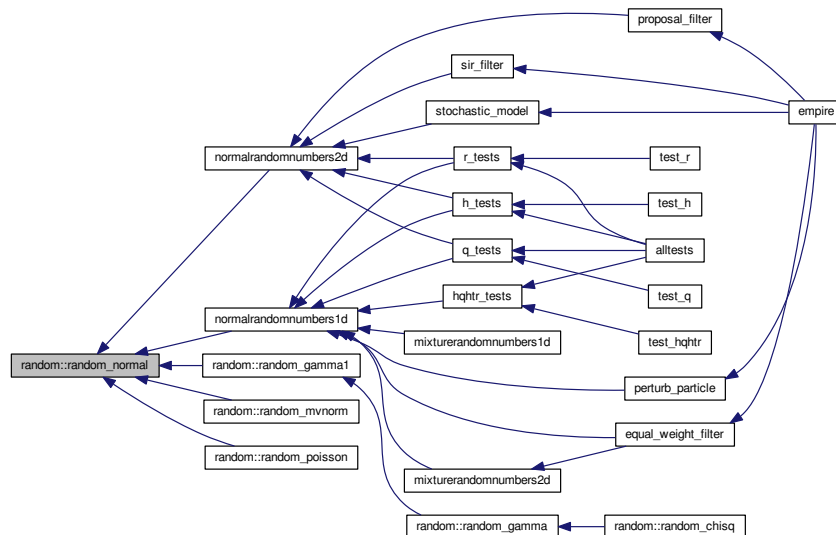 proposal_filter
sir_filter
empire
stochastic_model
normalrandomnumbers2d
r_tests
test_r
h_tests
test_h
q_tests
alltests
hqhtr_tests
test_q
normalrandomnumbers1d
mixturerandomnumbers1d
test_hqhtr
random::random_normal
random::random_gamma1
perturb_particle
random::random_mvnorm
equal_weight_filter
random::random_poisson
mixturerandomnumbers2d
random::random_gamma
random::random_chisq